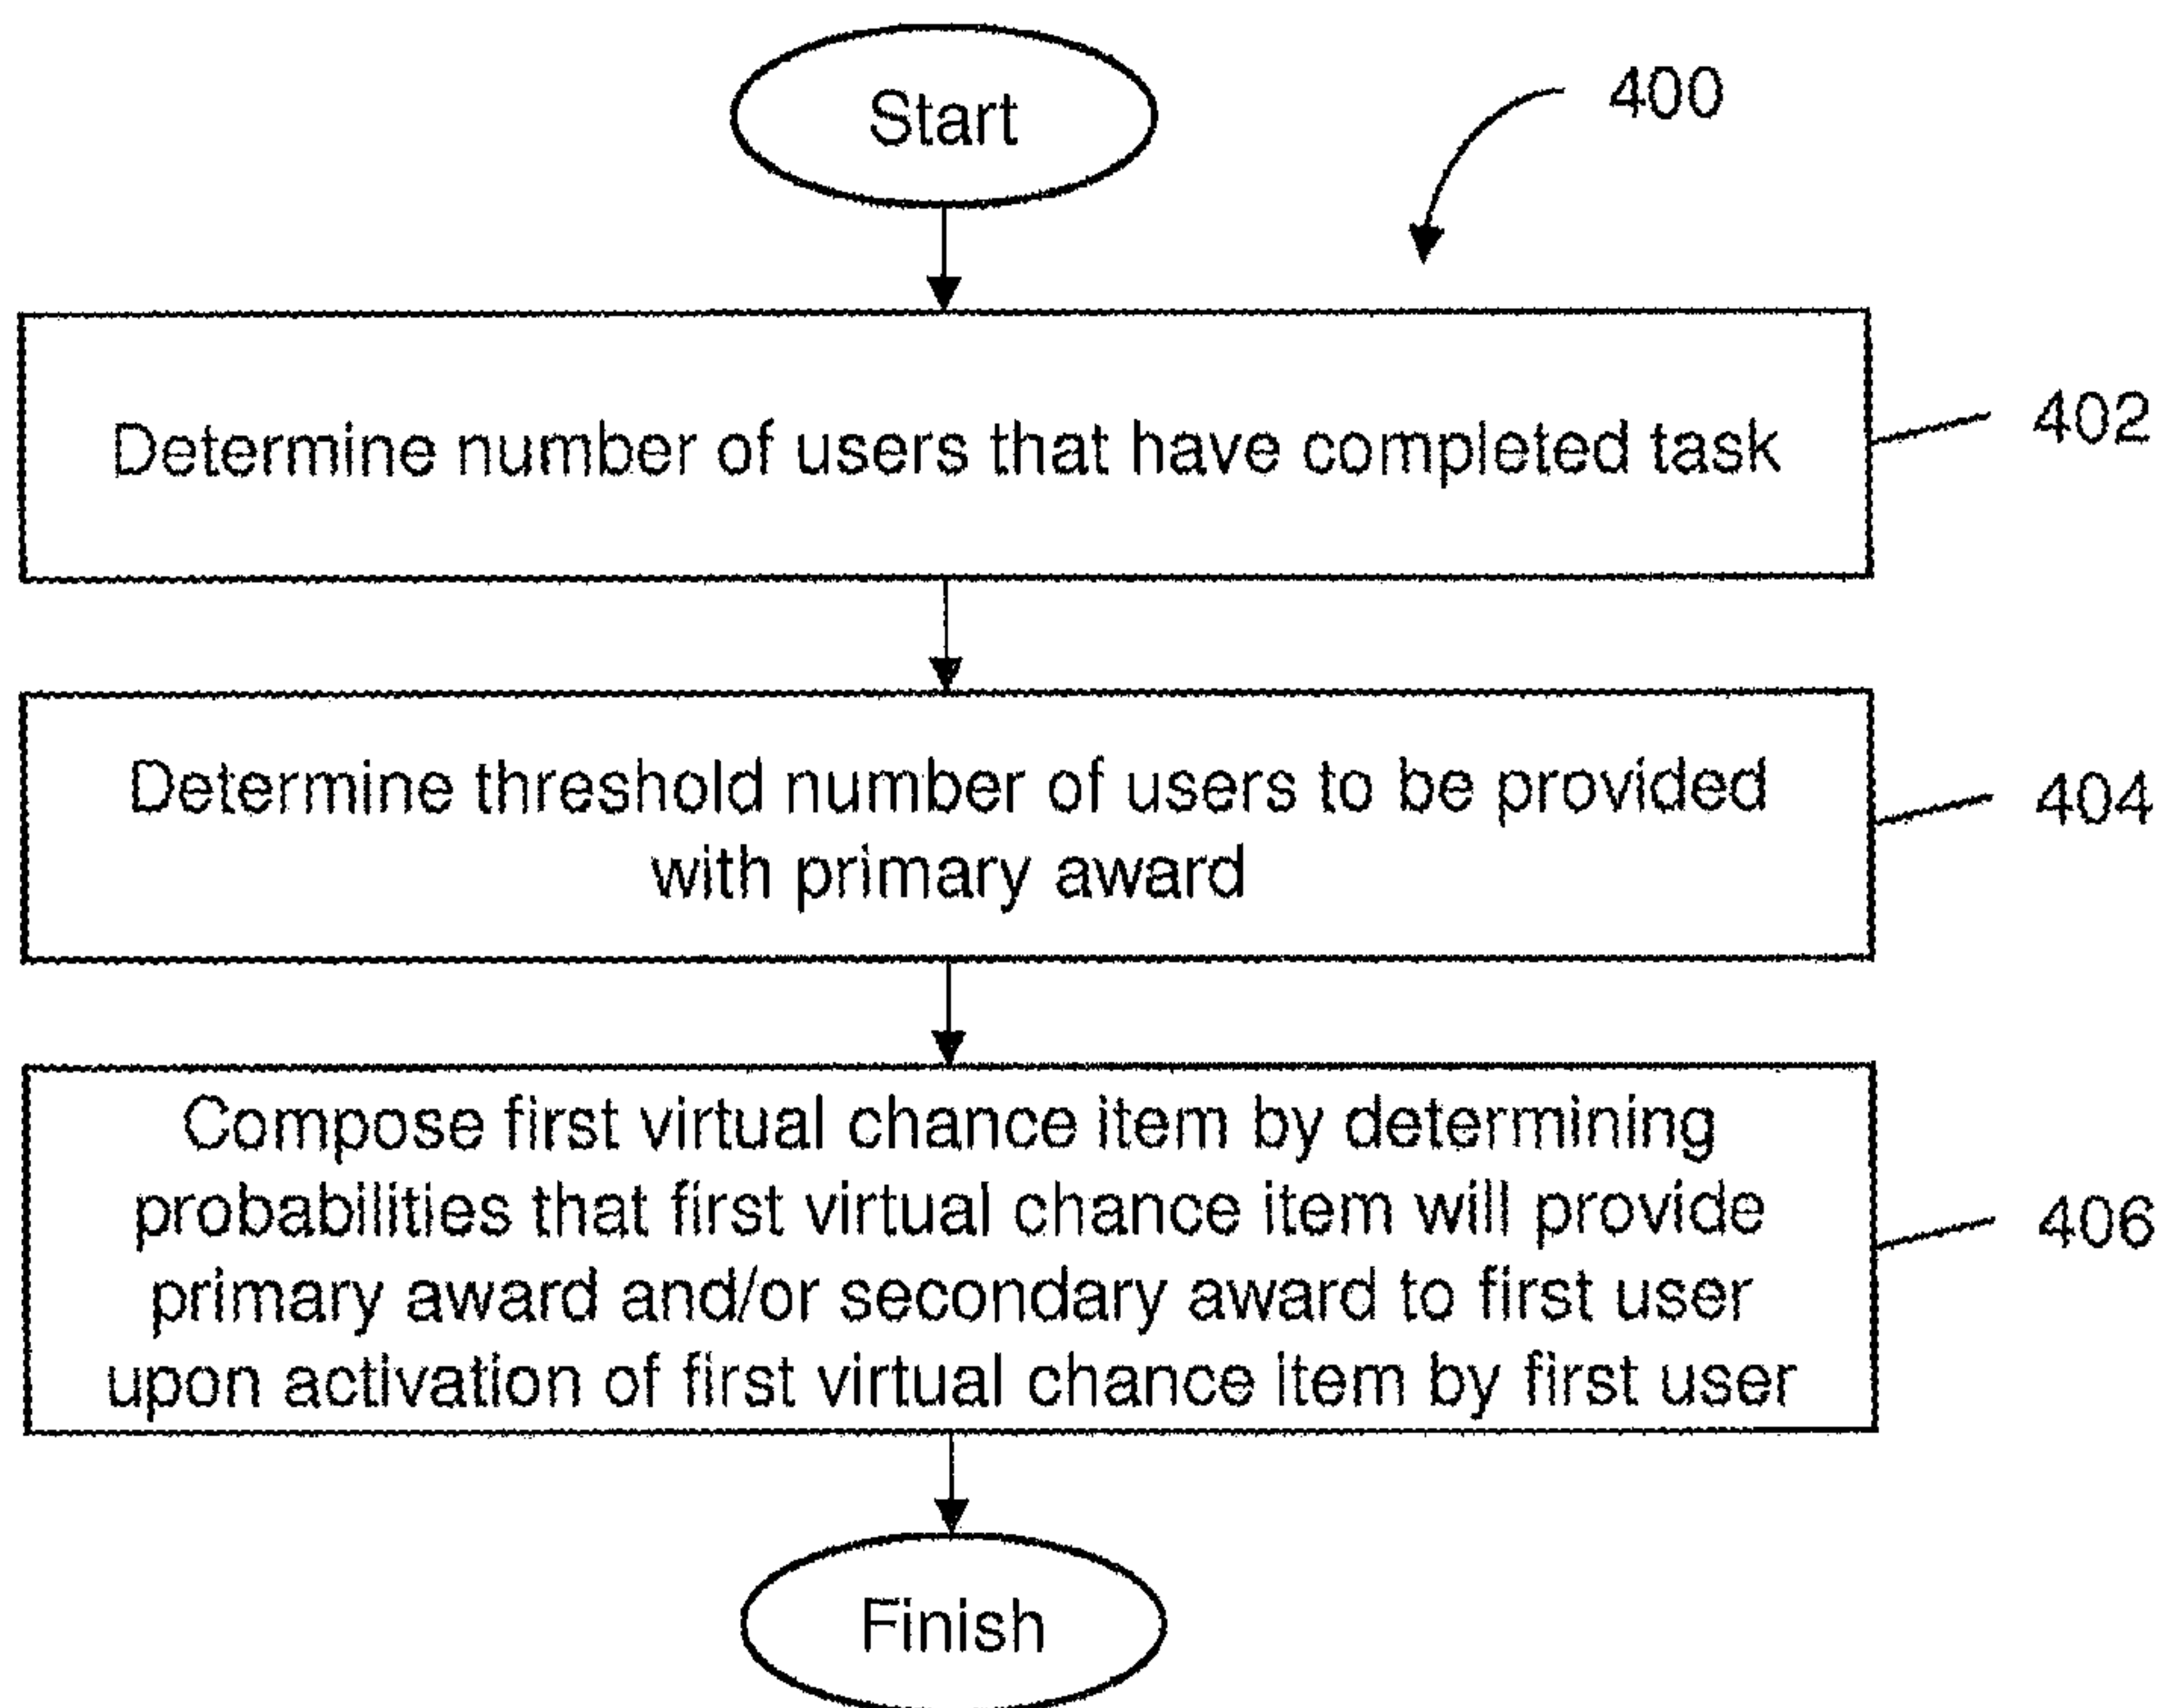 Start
400
Determine number of users that have completed task
402
Determine threshold number of users to be provided
with primary award
404
Compose first virtual chance item by determining
probabilities that first virtual chance item will provide
primary award and/or secondary award to first user
upon activation of first virtual chance item by first user
406
Finish